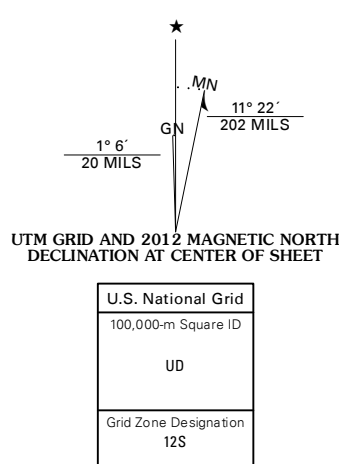 ★
MN
GN
11° 22´
202 MILS
1° 6´
20 MILS
UTM GRID AND 2012 MAGNETIC NORTH
DECLINATION AT CENTER OF SHEET
U.S. National Grid
100,000-m Square ID
UD
Grid Zone Designation
12S